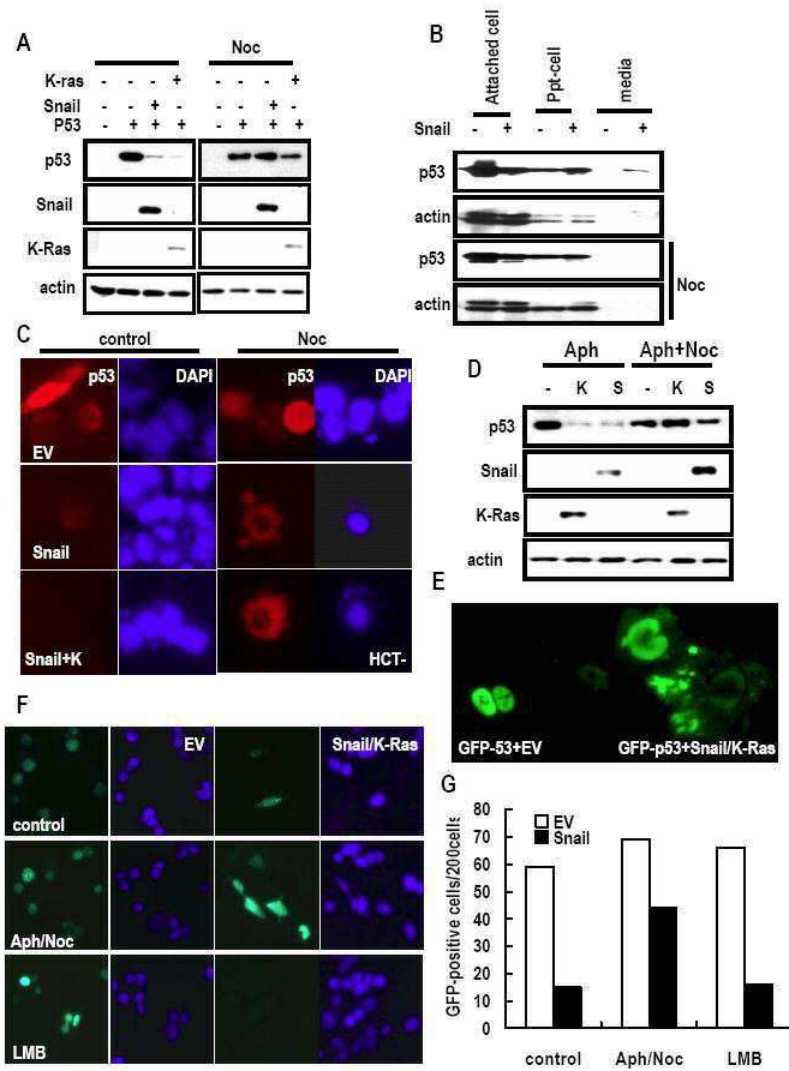 A
Noc
K-ras - - - + - - - +
Snail - - + - - - + -
P53 - + + + - + + +
p53
Snail
K-Ras
actin
B
Attached cell
Ppt-cell
media
Snail - + - + - +
p53
actin
p53
actin
Noc
C
control Noc
p53 DAPI p53 DAPI
EV
Snail
Snail+K
HCT-
D
Aph Aph+Noc
- K S - K S
p53
Snail
K-Ras
actin
E
GFP-53+EV GFP-p53+Snail/K-Ras
F
EV Snail/K-Ras
control
Aph/Noc
LMB
G
GFP-positive cells/200cells
80
70
60
50
40
30
20
10
0
EV
Snail
control Aph/Noc LMB